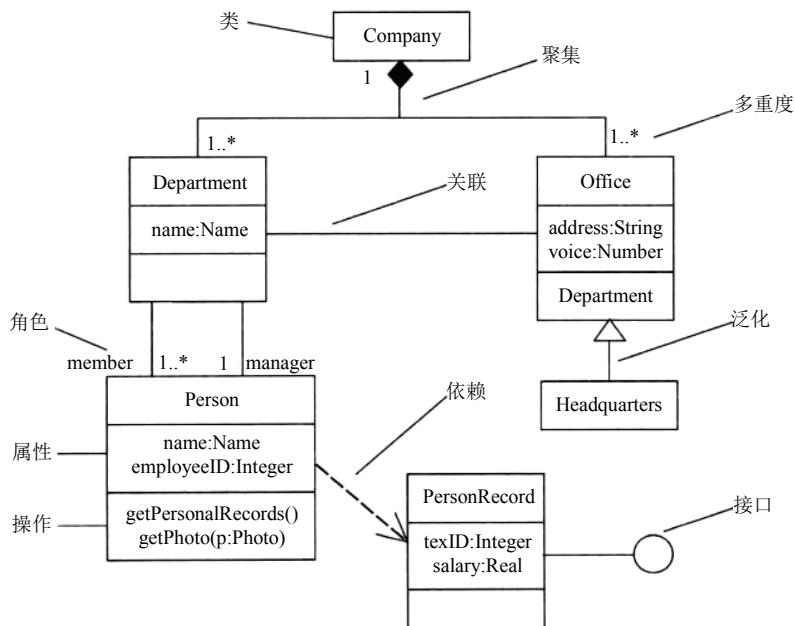 类
Company
1
聚集
多重度
1..*
1..*
Department
关联
Office
name:Name
address:String
voice:Number
Department
角色
泛化
member
1..*
1
manager
Person
依赖
Headquarters
属性
name:Name
employeeID:Integer
PersonRecord
接口
操作
getPersonalRecords()
getPhoto(p:Photo)
texID:Integer
salary:Real